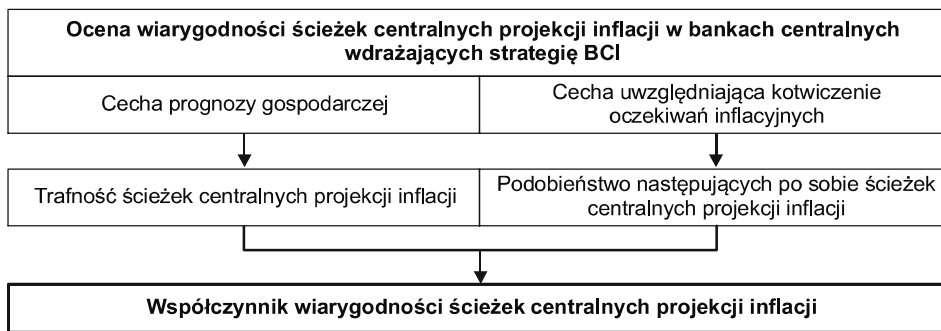 Ocena wiarygodności ścieżek centralnych projekcji inflacji w bankach centralnych
wdrażających strategię BCI
Cecha prognozy gospodarczej
Cecha uwzględniająca kotwiczenie
oczekiwań inflacyjnych
Trafność ścieżek centralnych projekcji inflacji
Podobieństwo następujących po sobie ścieżek
centralnych projekcji inflacji
Współczynnik wiarygodności ścieżek centralnych projekcji inflacji